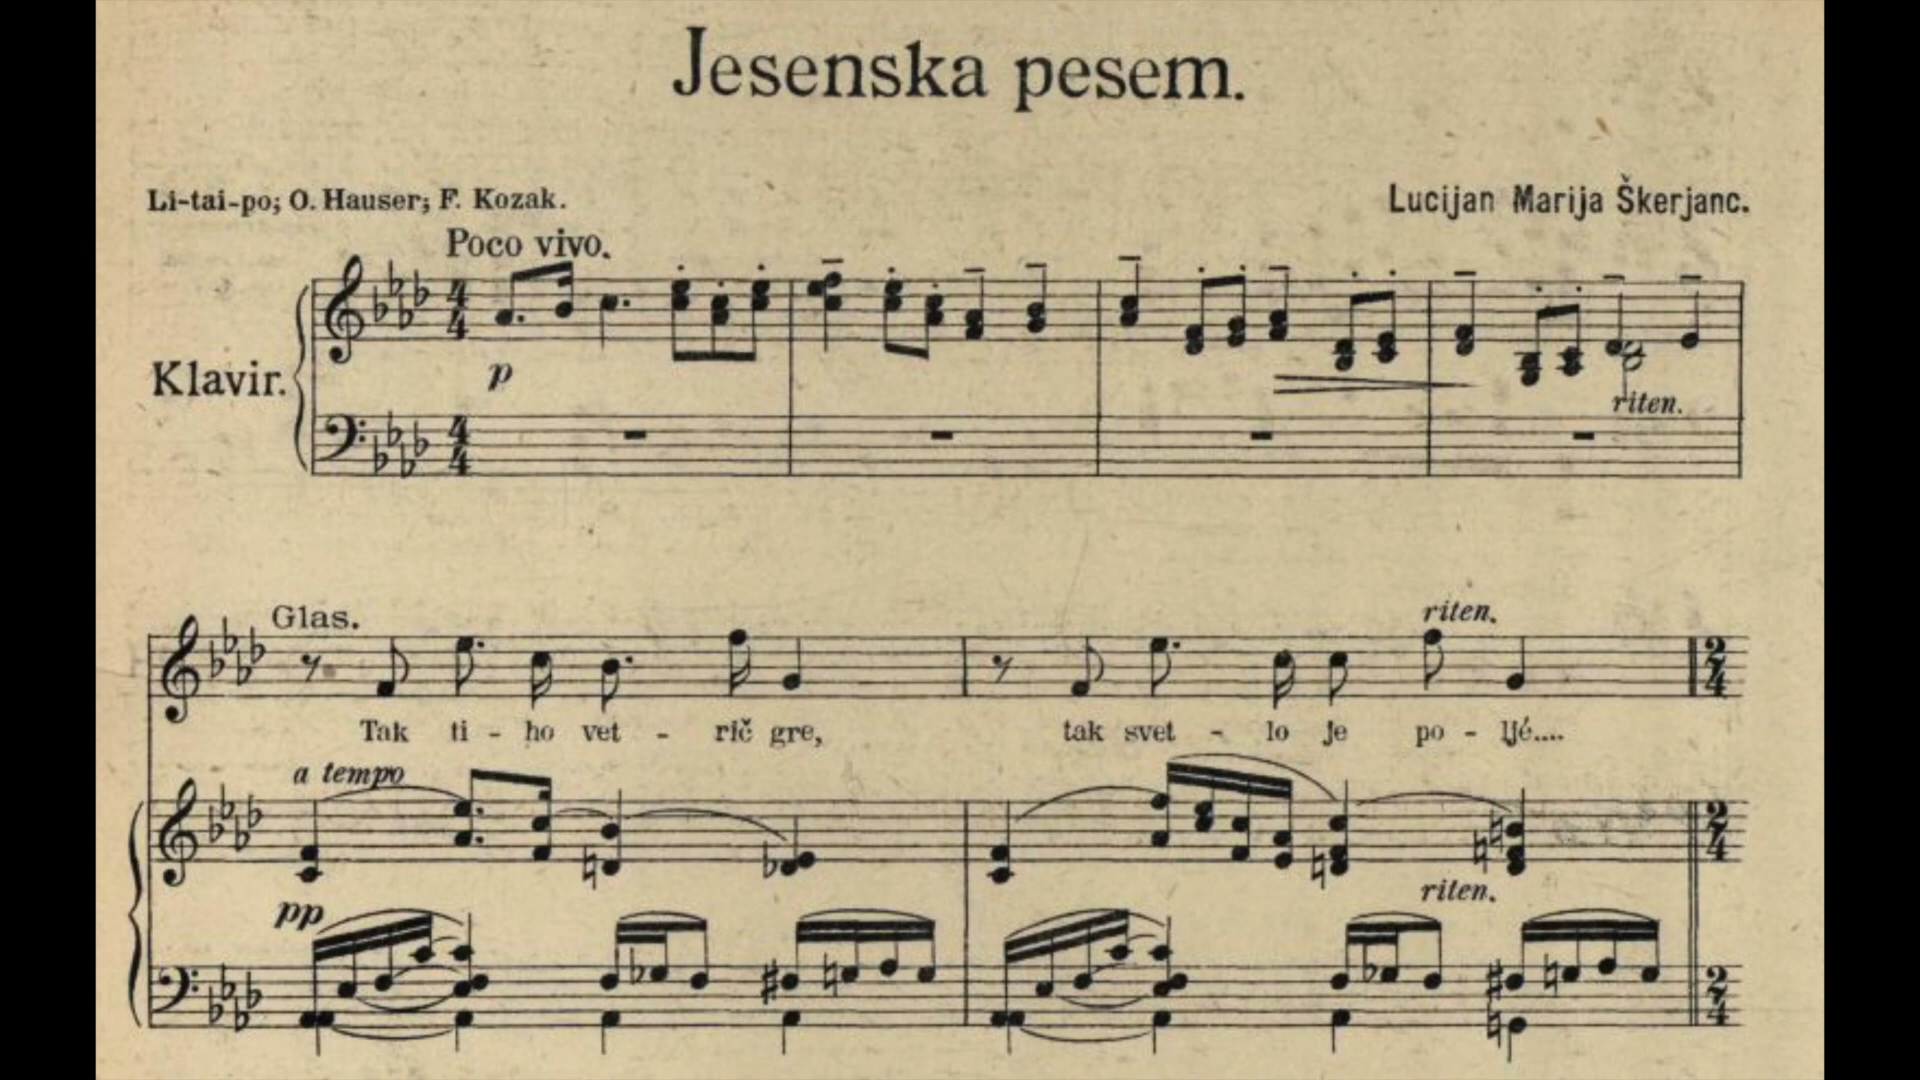 Jesenska pesem.
Li-tai-po; O. Hauser; F. Kozak.
Lucijan Marija Škerjanc.
Poco vivo.
Klavir.
p
riten.
Glas.
riten.
Tak ti - ho vet - rič gre, tak svet - lo je po - ljé....
a tempo
pp
riten.